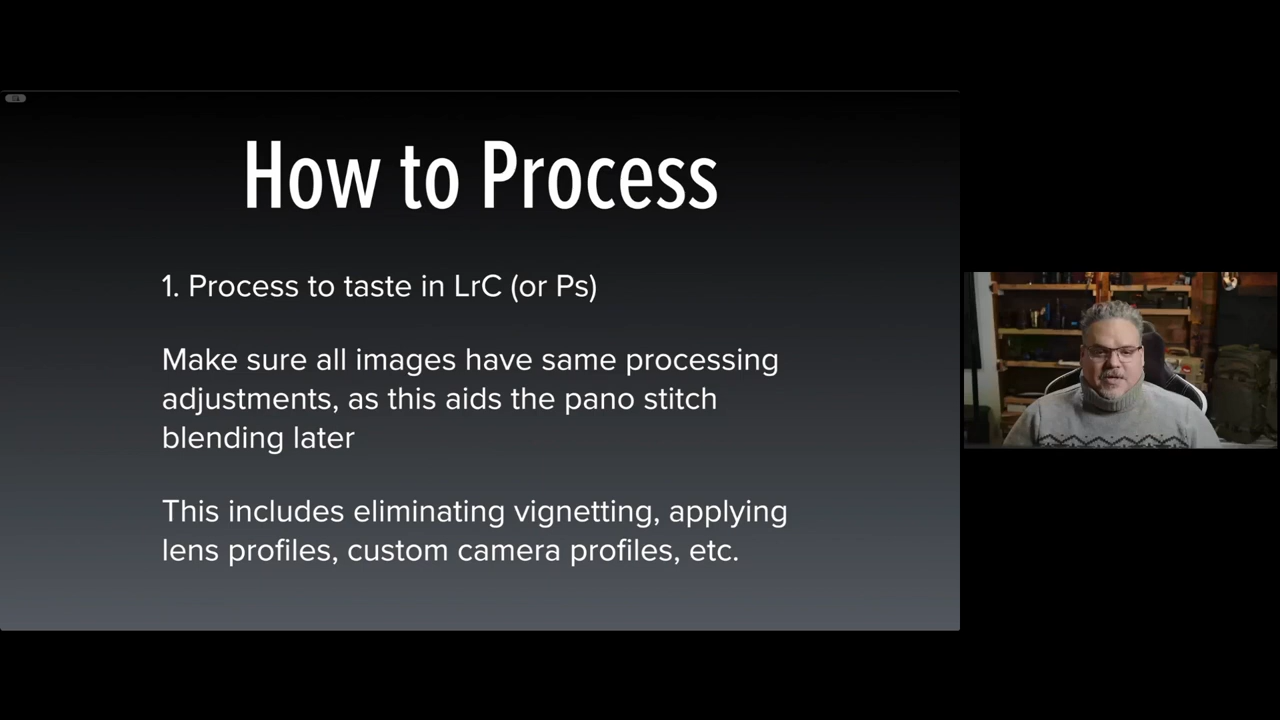 How to Process
1. Process to taste in LrC (or Ps)
Make sure all images have same processing
adjustments, as this aids the pano stitch
blending later
This includes eliminating vignetting, applying
lens profiles, custom camera profiles, etc.